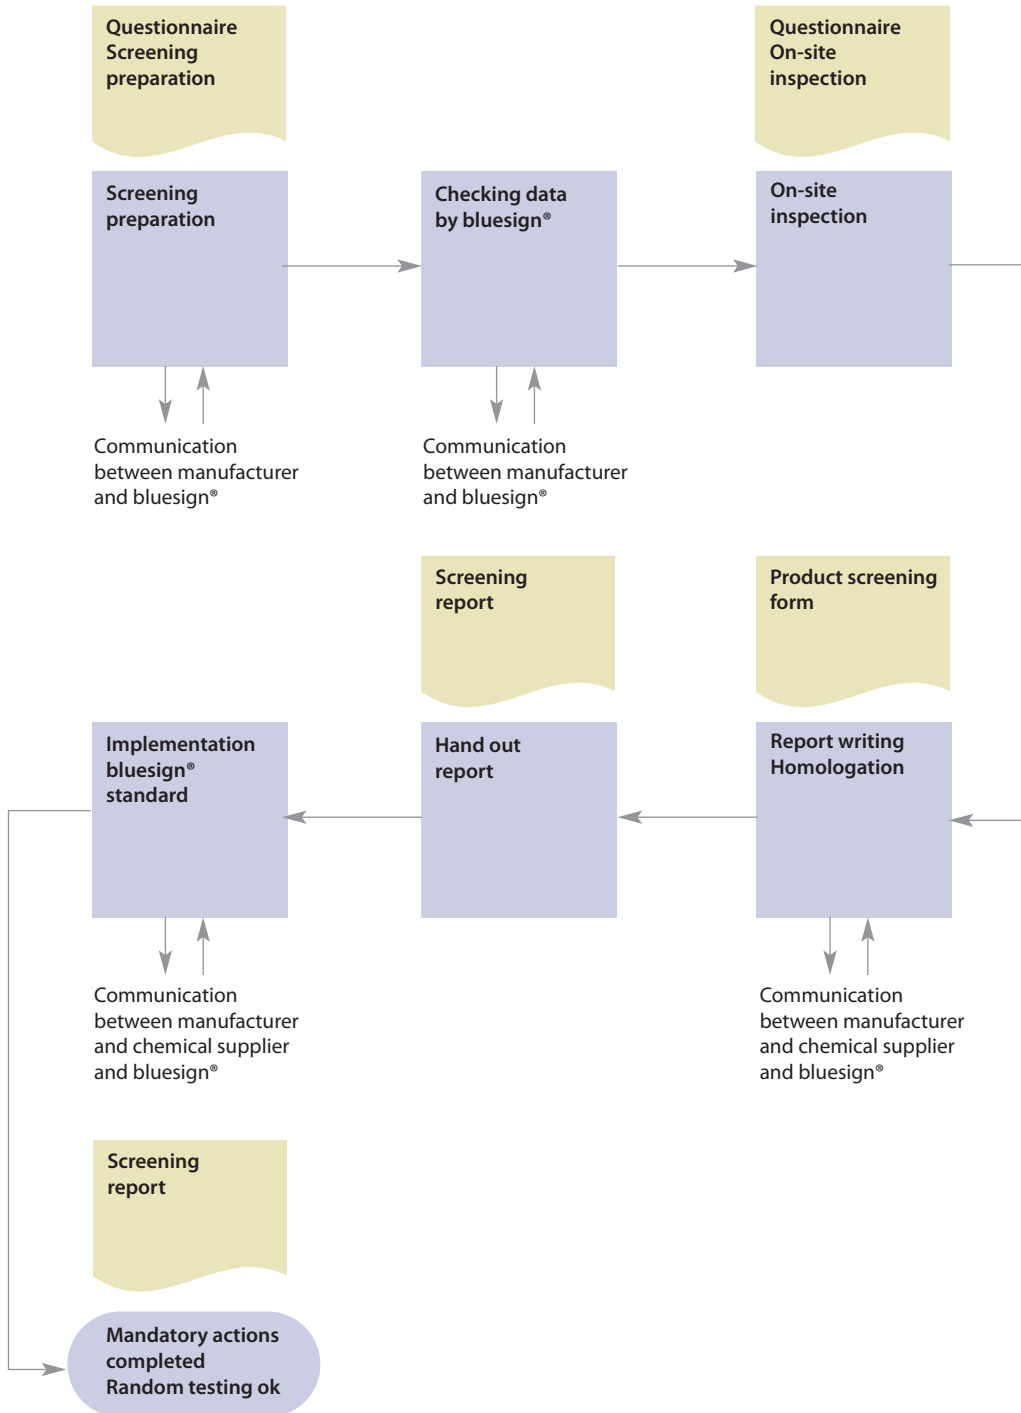 Questionnaire
Screening
preparation
Questionnaire
On-site
inspection
Screening
preparation
Checking data
by bluesign®
On-site
inspection
Communication
between manufacturer
and bluesign®
Communication
between manufacturer
and bluesign®
Screening
report
Product screening
form
Implementation
bluesign®
standard
Hand out
report
Report writing
Homologation
Communication
between manufacturer
and chemical supplier
and bluesign®
Communication
between manufacturer
and chemical supplier
and bluesign®
Screening
report
Mandatory actions
completed
Random testing ok